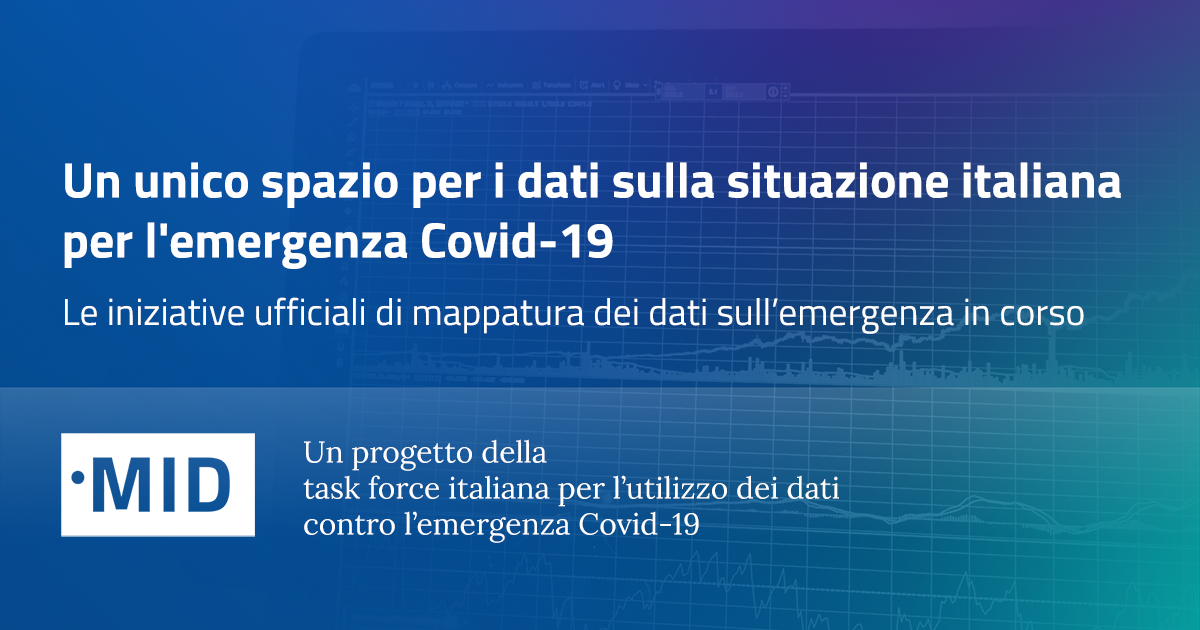 Un unico spazio per i dati sulla situazione italiana
per l'emergenza Covid-19
Le iniziative ufficiali di mappatura dei dati sull’emergenza in corso
•MID
Un progetto della
task force italiana per l’utilizzo dei dati
contro l’emergenza Covid-19